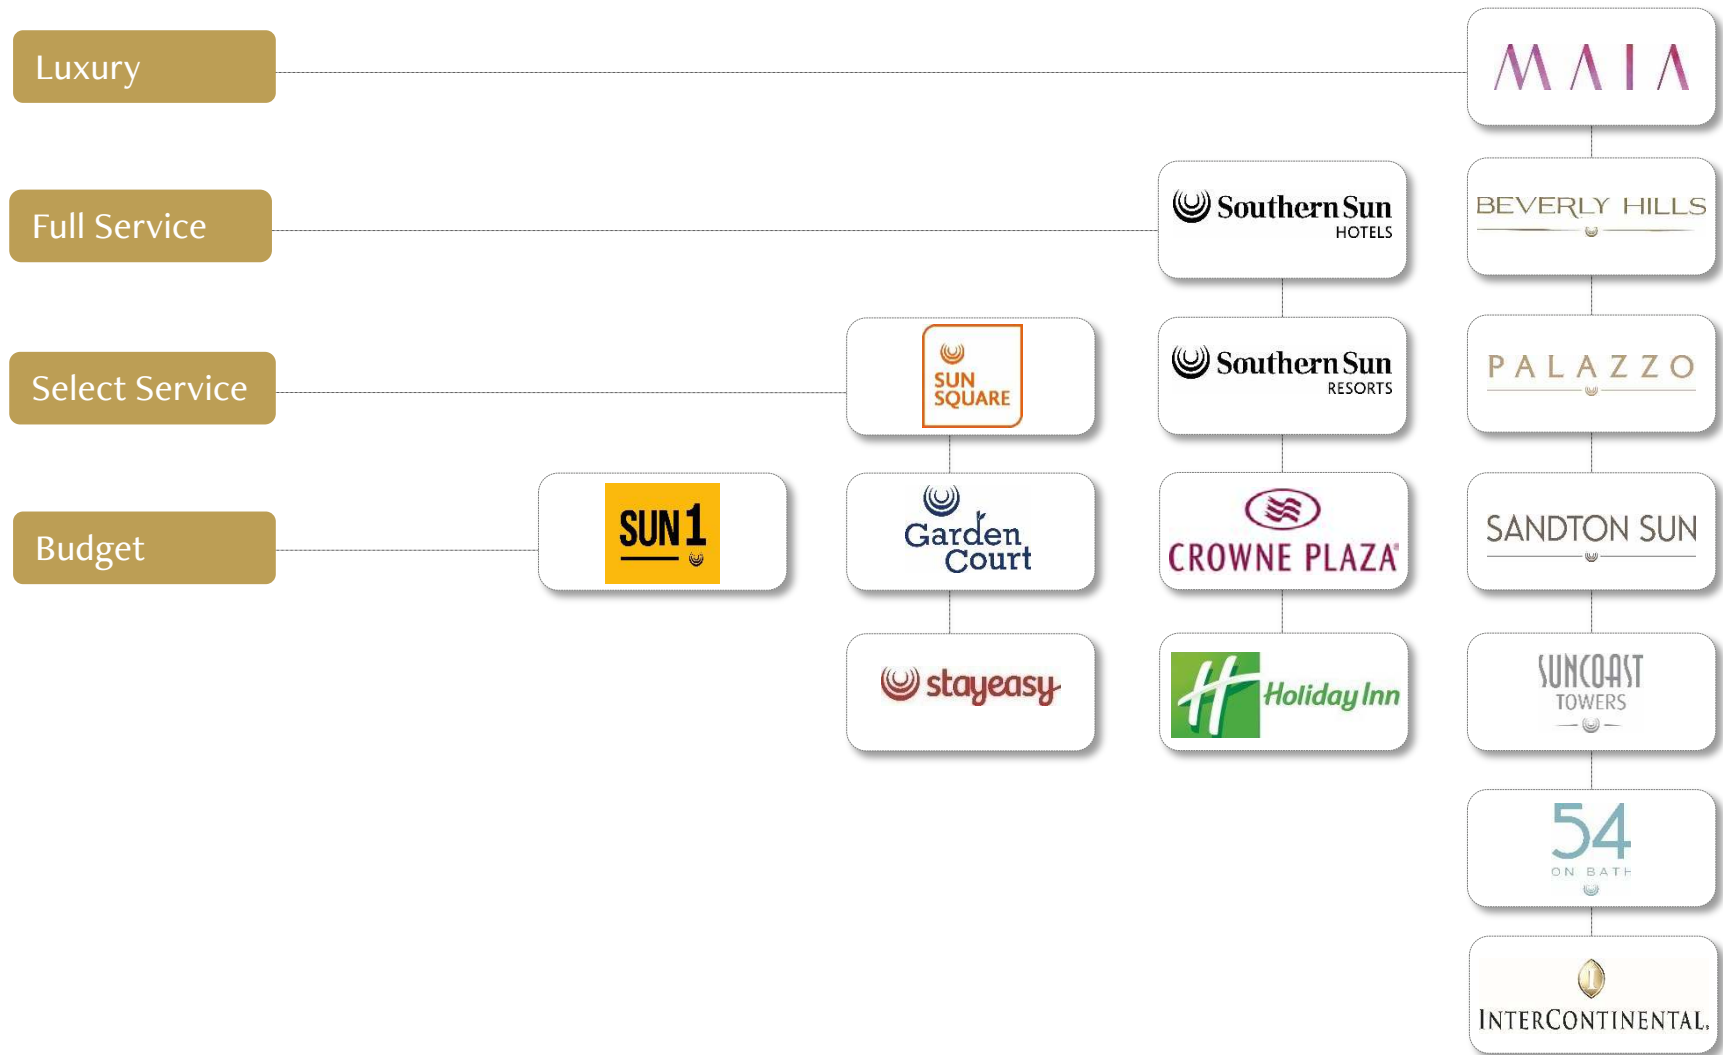 Luxury
MAIA
Full Service
Southern Sun
HOTELS
BEVERLY HILLS
Select Service
SUN
SQUARE
Southern Sun
RESORTS
PALAZZO
Budget
SUN1
Garden
Court
CROWNE PLAZA®
SANDTON SUN
stayeasy
H Holiday Inn
SUNCOAST
TOWERS
54
ON BATH
I
INTERCONTINENTAL®